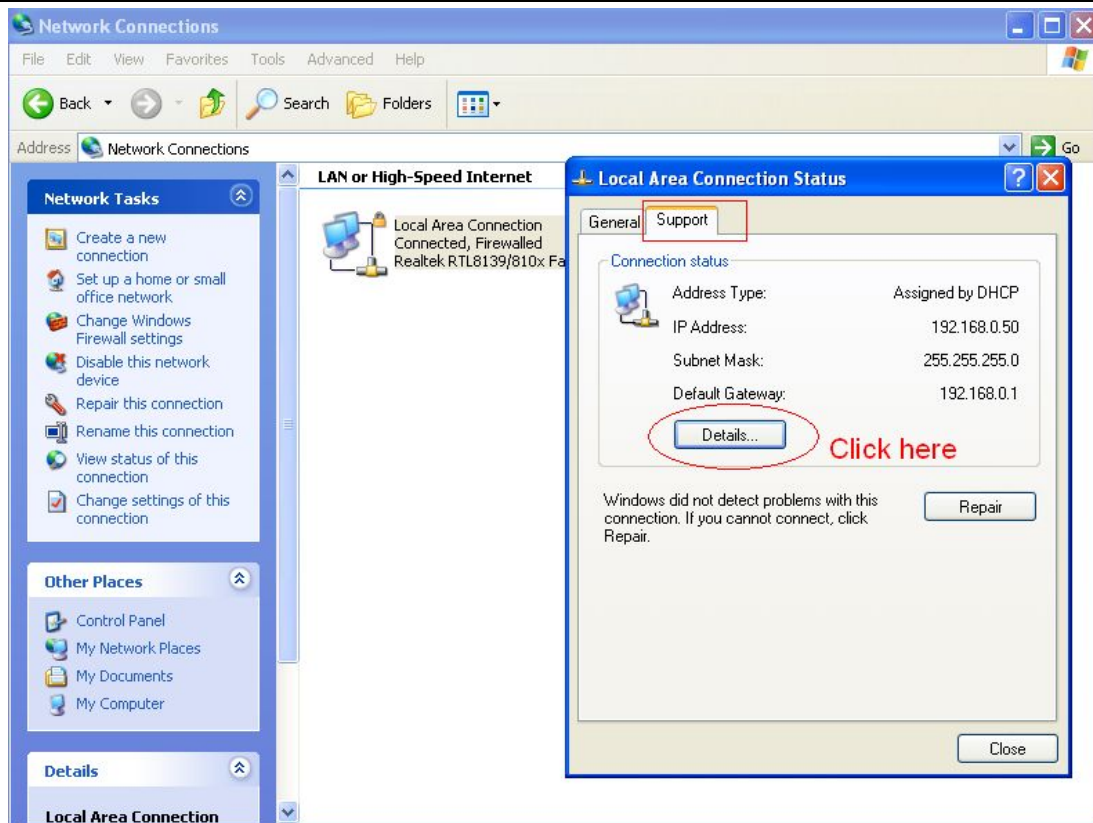 Network Connections
File Edit View Favorites Tools Advanced Help
Back Search Folders
Address Network Connections Go
Network Tasks
Create a new
connection
Set up a home or small
office network
Change Windows
Firewall settings
Disable this network
device
Repair this connection
Rename this connection
View status of this
connection
Change settings of this
connection
Other Places
Control Panel
My Network Places
My Documents
My Computer
Details
Local Area Connection
LAN or High-Speed Internet
Local Area Connection
Connected, Firewalled
Realtek RTL8139/810x Fa
Local Area Connection Status
General Support
Connection status
Address Type: Assigned by DHCP
IP Address: 192.168.0.50
Subnet Mask: 255.255.255.0
Default Gateway: 192.168.0.1
Details...
Click here
Windows did not detect problems with this
connection. If you cannot connect, click
Repair.
Repair
Close